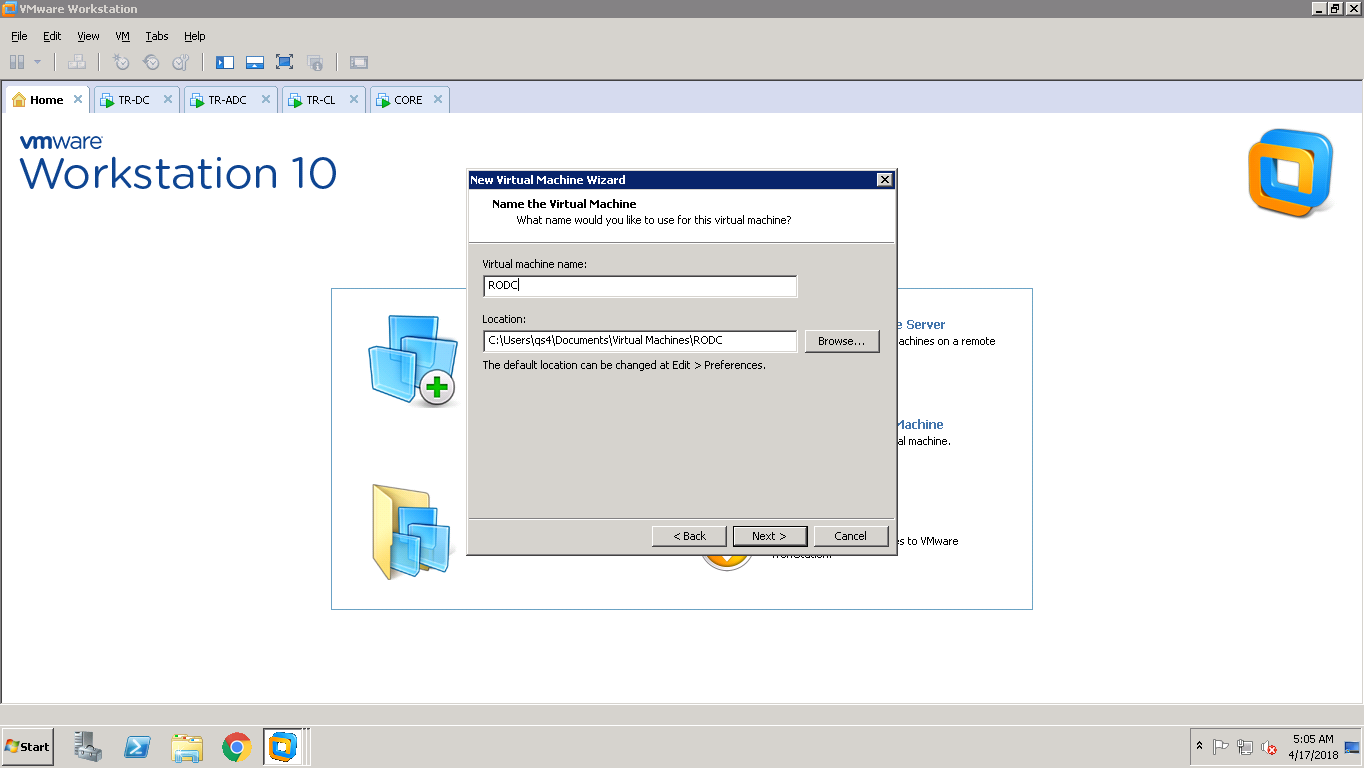 VMware Workstation
File Edit View VM Tabs Help
Home TR-DC TR-ADC TR-CL CORE
vmware
Workstation 10
New Virtual Machine Wizard
Name the Virtual Machine
What name would you like to use for this virtual machine?
Virtual machine name:
RODC
Location:
C:\Users\qs4\Documents\Virtual Machines\RODC
Browse...
The default location can be changed at Edit > Preferences.
< Back Next > Cancel
e Server
achines on a remote
Machine
al machine.
es to VMware
Start
5:05 AM
4/17/2018